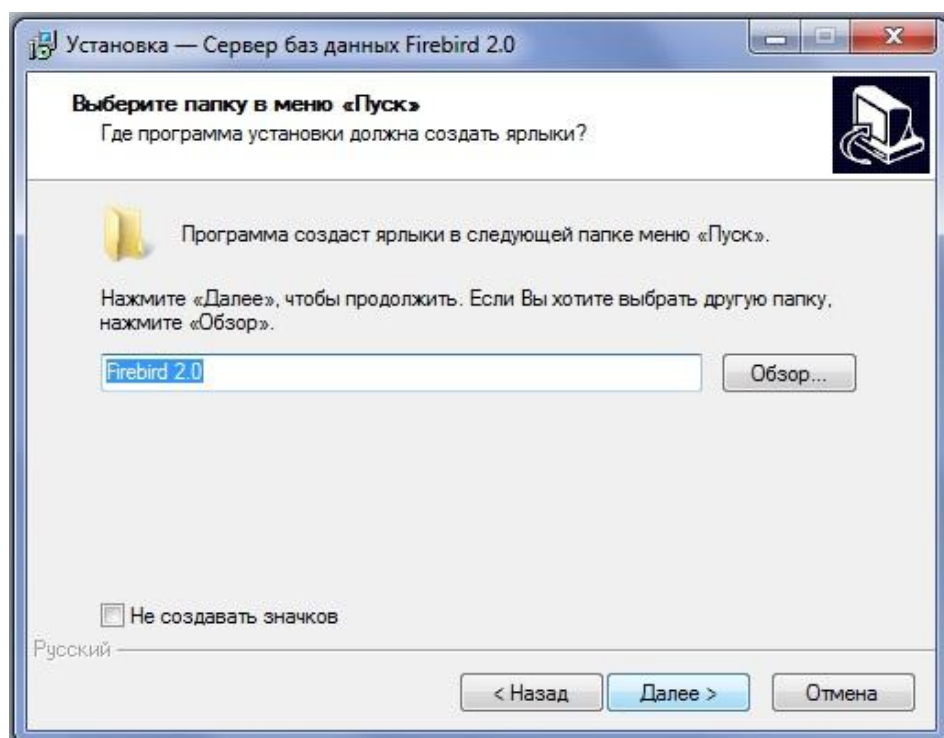 Установка — Сервер баз данных Firebird 2.0
Выберите папку в меню «Пуск»
Где программа установки должна создать ярлыки?
Программа создаст ярлыки в следующей папке меню «Пуск».
Нажмите «Далее», чтобы продолжить. Если Вы хотите выбрать другую папку,
нажмите «Обзор».
Firebird 2.0
Обзор...
Не создавать значков
Русский
< Назад
Далее >
Отмена